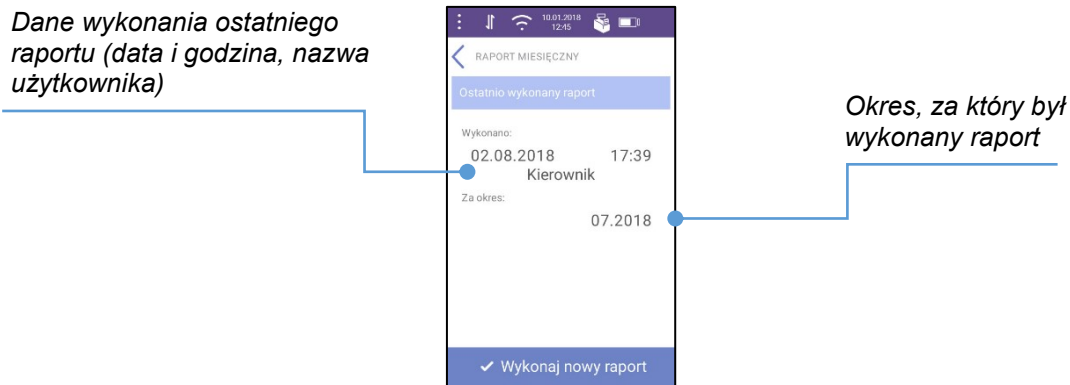 Dane wykonania ostatniego
raportu (data i godzina, nazwa
użytkownika)
10.01.2018
12:45
RAPORT MIESIĘCZNY
Ostatnio wykonany raport
Wykonano:
02.08.2018 17:39
Kierownik
Za okres:
07.2018
✓ Wykonaj nowy raport
Okres, za który był
wykonany raport